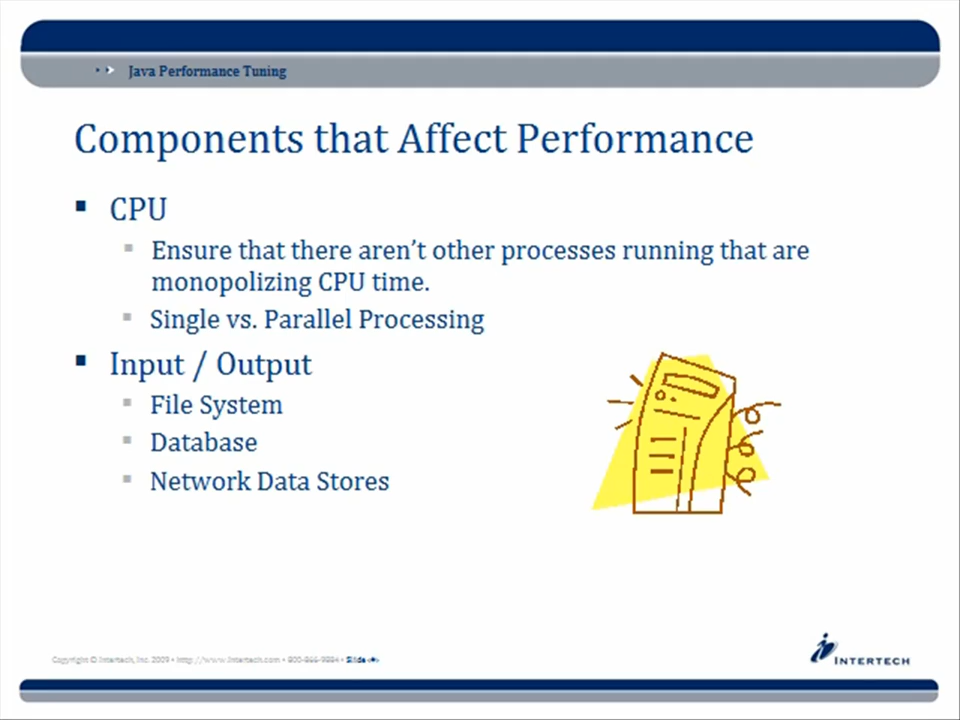 Java Performance Tuning
Components that Affect Performance
CPU
Ensure that there aren’t other processes running that are
monopolizing CPU time.
Single vs. Parallel Processing
Input / Output
File System
Database
Network Data Stores
Copyright © Intertech, Inc. 2009 • http://www.Intertech.com • 800-866-9884 • Slide
INTERTECH